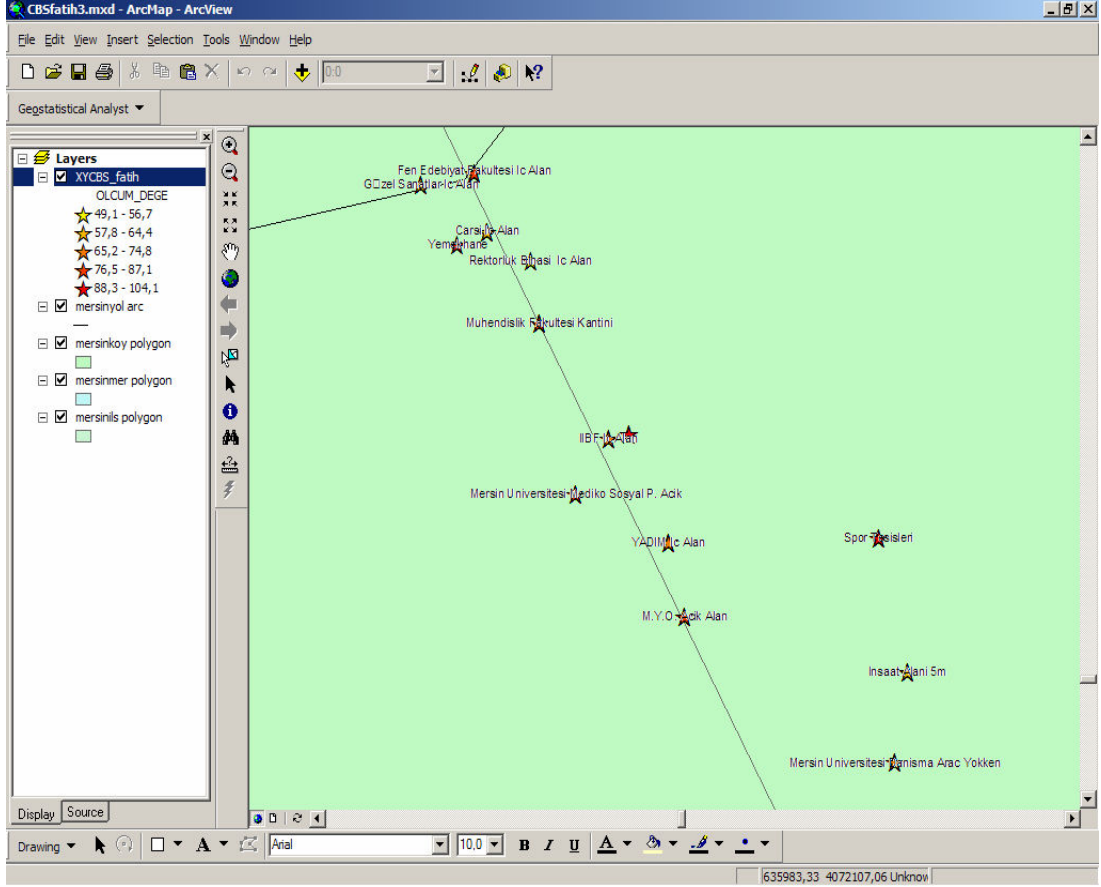 CBSfatih3.mxd - ArcMap - ArcView
File Edit View Insert Selection Tools Window Help
0:0
Geostatistical Analyst
Layers
XYCBS_fatih
OLCUM_DEGE
49,1 - 56,7
57,8 - 64,4
65,2 - 74,8
76,5 - 87,1
88,3 - 104,1
mersinyol arc
mersinkoy polygon
mersinmer polygon
mersinils polygon
Fen Edebiyat Fakultesi Ic Alan
G□zel Sanatlar Ic Alan
Carsi Ic Alan
Yemekhane
Rektorluk Binasi Ic Alan
Muhendislik Fakultesi Kantini
IIBF Ic Alan
Mersin Universitesi Mediko Sosyal P. Acik
YADIM Ic Alan
Spor Tesisleri
M.Y.O. Acik Alan
Insaat Alani 5m
Mersin Universitesi Danisma Arac Yokken
Display Source
Drawing A Arial 10,0 B I U A
635983,33 4072107,06 Unknow